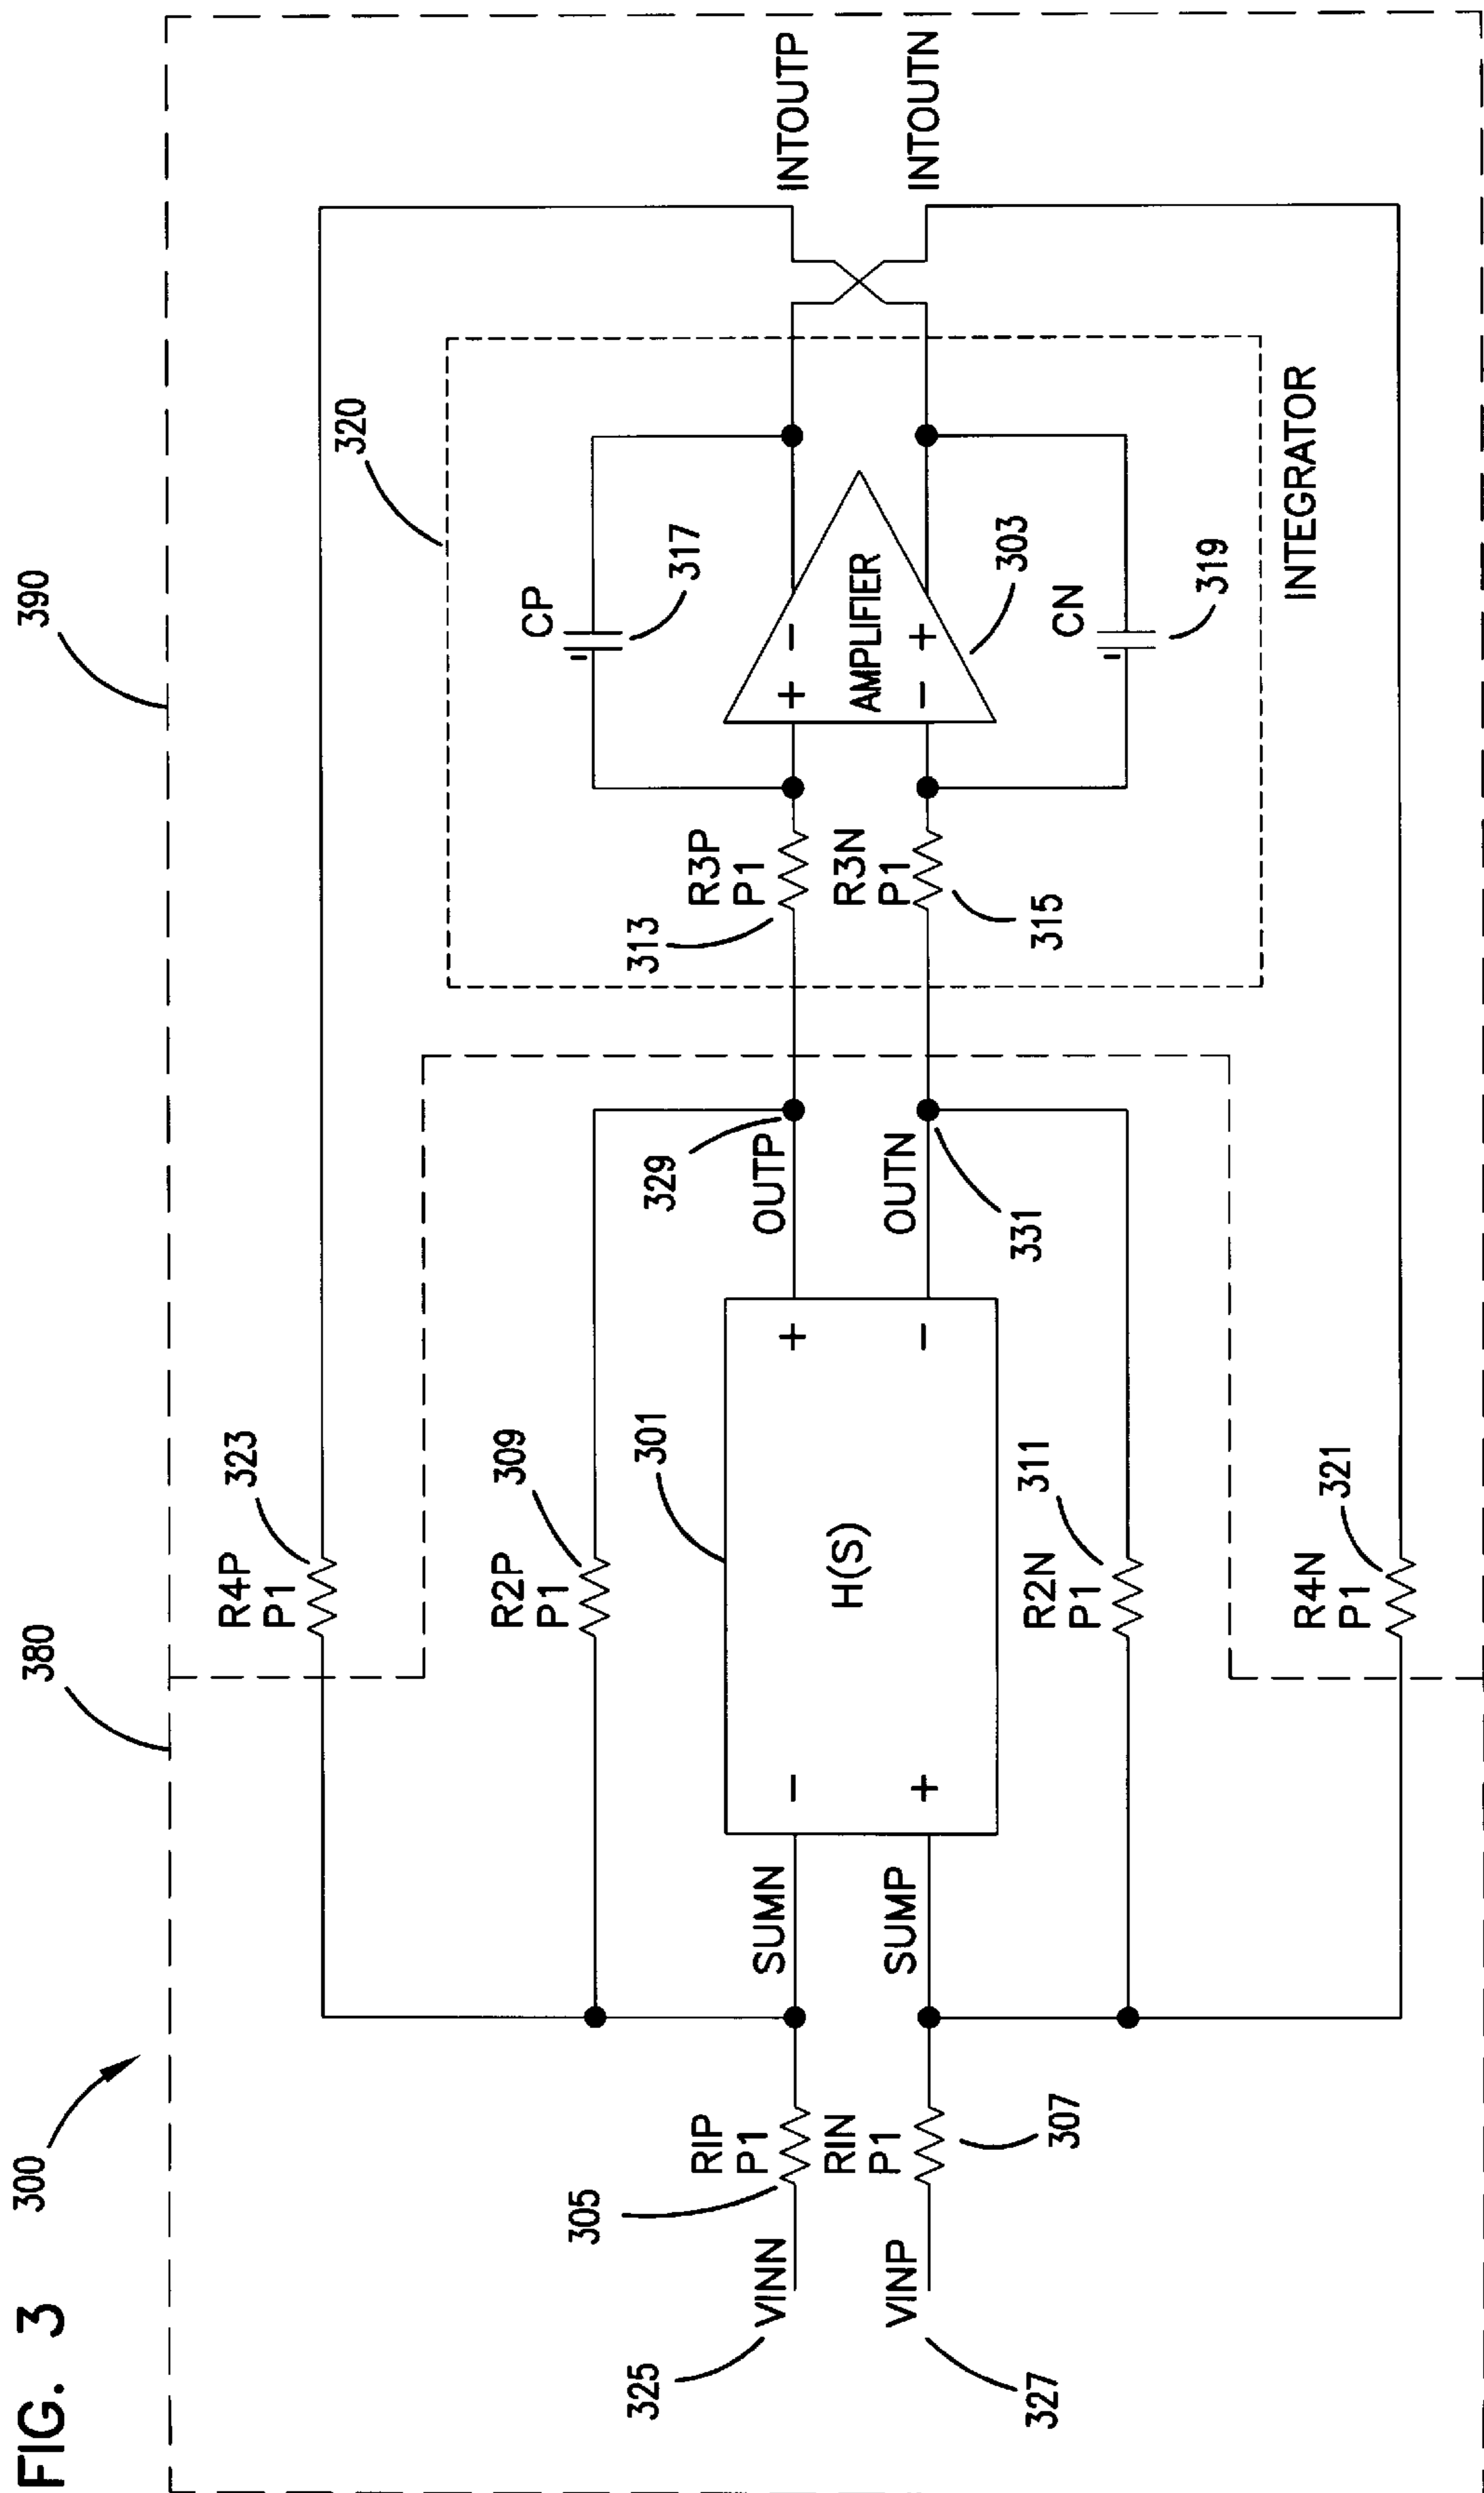 FIG. 3
300
380
390
R4P
P1
323
320
R2P
P1
309
CP
317
305
325
VINN
RIP
P1
SUMN
301
329
OUTP
313
R3P
P1
+ −
INTOUTP
− +
H(S)
AMPLIFIER
RIN
P1
R3N
P1
VINP
SUMP
+ −
OUTN
− +
INTOUTN
327
307
R2N
P1
311
331
315
303
CN
319
R4N
P1
321
INTEGRATOR